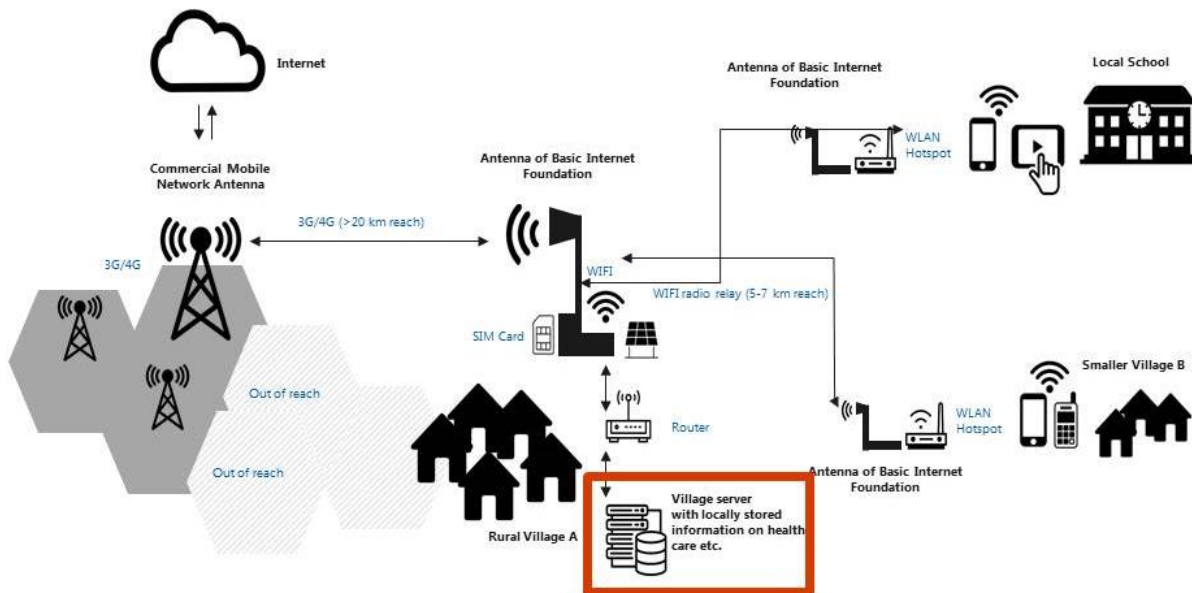 Internet
Commercial Mobile
Network Antenna
3G/4G
3G/4G (>20 km reach)
Out of reach
Out of reach
Antenna of Basic Internet
Foundation
WIFI
SIM Card
Router
Rural Village A
Village server
with locally stored
information on health
care etc.
WIFI radio relay (5-7 km reach)
Antenna of Basic Internet
Foundation
WLAN
Hotspot
Local School
Smaller Village B
WLAN
Hotspot
Antenna of Basic Internet
Foundation